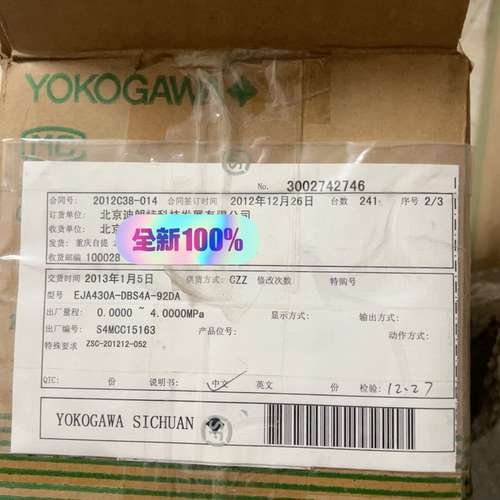 YOKOGAWA
MC
No. 3002742746
合同号: 2012C38-014 合同签订时间 2012年12月26日 台数 241. 序号 2/3
订货单位: 北京迪朗特科技发展有限公司
收货单位: 北京
发货: 重庆自提
收货邮编 100028
全新100%
交货时间 2013年1月5日 供货方式: CZZ 修改次数 特购号
型号 EJA430A-DBS4A-92DA
出厂量程: 0.0000 ~ 4.0000MPa 显示方式: 输出方式:
出厂编号: S4MCC15163 产品位号: 动作方式:
特殊要求 ZSC-201212-052
QTC: 份 说明书: 中文 英文 份 检验: 12.27
YOKOGAWA SICHUAN